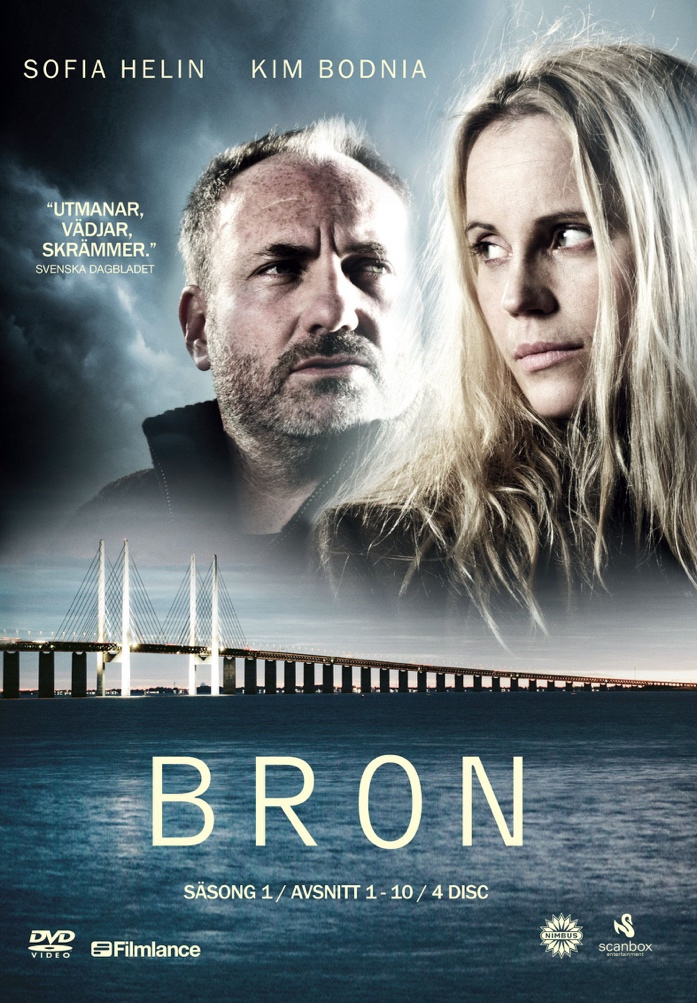 SOFIA HELIN KIM BODNIA
“UTMANAR,
VÄDJAR,
SKRÄMMER.”
SVENSKA DAGBLADET
BRON
SÄSONG 1 / AVSNITT 1 - 10 / 4 DISC
DVD
VIDEO
Filmlance
NIMBUS
scanbox
entertainment